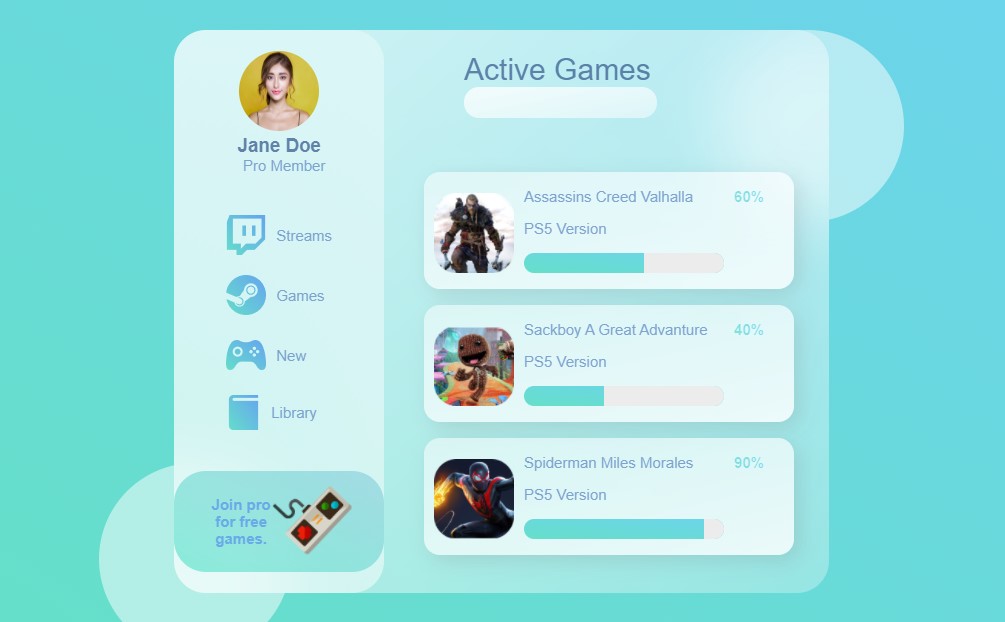 Jane Doe
Pro Member
Streams
Games
New
Library
Join pro
for free
games.
Active Games
Assassins Creed Valhalla 60%
PS5 Version
Sackboy A Great Advanture 40%
PS5 Version
Spiderman Miles Morales 90%
PS5 Version